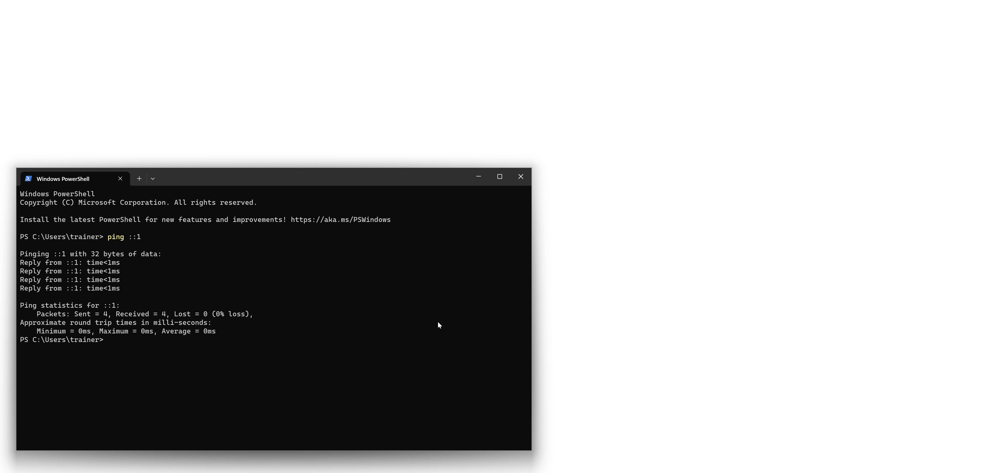 Windows PowerShell
Windows PowerShell
Copyright (C) Microsoft Corporation. All rights reserved.
Install the latest PowerShell for new features and improvements! https://aka.ms/PSWindows
PS C:\Users\trainer> ping ::1
Pinging ::1 with 32 bytes of data:
Reply from ::1: time<1ms
Reply from ::1: time<1ms
Reply from ::1: time<1ms
Reply from ::1: time<1ms
Ping statistics for ::1:
    Packets: Sent = 4, Received = 4, Lost = 0 (0% loss),
Approximate round trip times in milli-seconds:
    Minimum = 0ms, Maximum = 0ms, Average = 0ms
PS C:\Users\trainer>